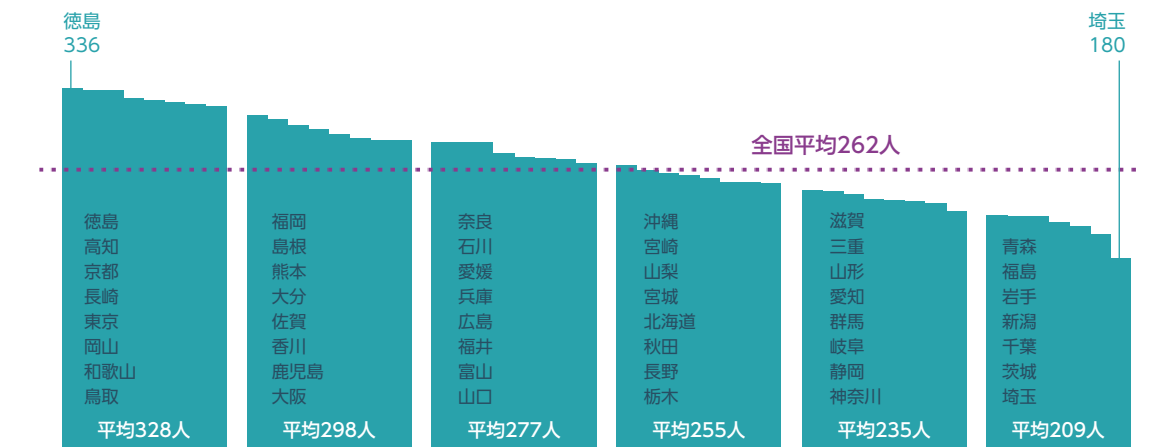 徳島
336
埼玉
180
全国平均262人
徳島
高知
京都
長崎
東京
岡山
和歌山
鳥取
平均328人
福岡
島根
熊本
大分
佐賀
香川
鹿児島
大阪
平均298人
奈良
石川
愛媛
兵庫
広島
福井
富山
山口
平均277人
沖縄
宮崎
山梨
宮城
北海道
秋田
長野
栃木
平均255人
滋賀
三重
山形
愛知
群馬
岐阜
静岡
神奈川
平均235人
青森
福島
岩手
新潟
千葉
茨城
埼玉
平均209人